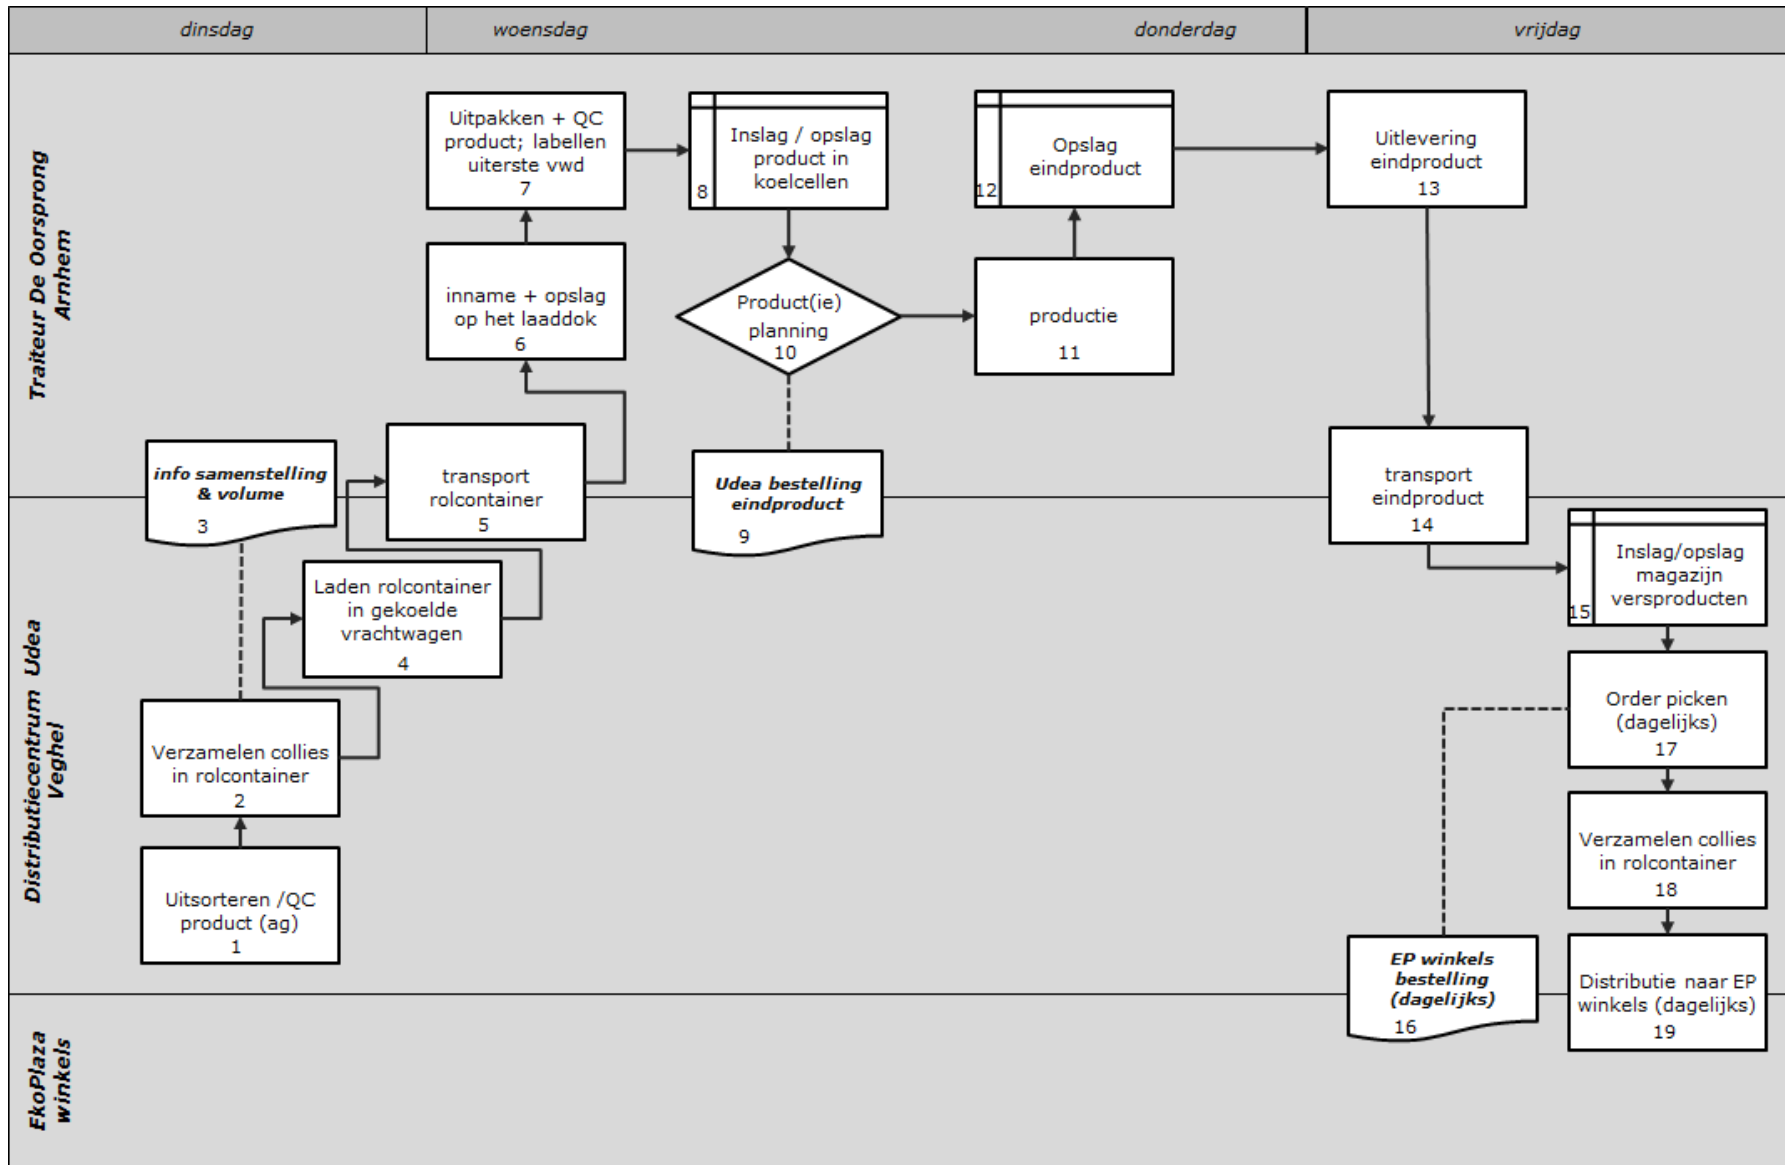 dinsdag
woensdag
donderdag
vrijdag
Traiteur De Oorsprong
Arnhem
Uitpakken + QC
product; labellen
uiterste vwd
7
Inslag / opslag
product in
koelcellen
8
Opslag
eindproduct
12
Uitlevering
eindproduct
13
inname + opslag
op het laaddok
6
Product(ie)
planning
10
productie
11
info samenstelling
& volume
3
transport
rolcontainer
5
Udea bestelling
eindproduct
9
transport
eindproduct
14
Distributiecentrum Udea
Veghel
Laden rolcontainer
in gekoelde
vrachtwagen
4
Inslag/opslag
magazijn
versproducten
15
Verzamelen collies
in rolcontainer
2
Order picken
(dagelijks)
17
Uitsorteren /QC
product (ag)
1
Verzamelen collies
in rolcontainer
18
EP winkels
bestelling
(dagelijks)
16
Distributie naar EP
winkels (dagelijks)
19
EkoPlaza
winkels